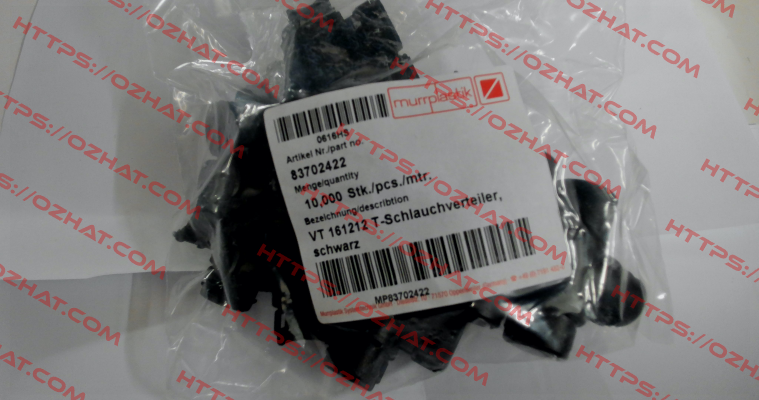 murrplastik
0616HS
Artikel Nr./part no.
83702422
Menge/quantity
10,000 Stk./pcs./mtr.
Bezeichnung/describtion
VT 161212 T-Schlauchverteiler,
schwarz
MP83702422
HTTPS://OZHAT.COM